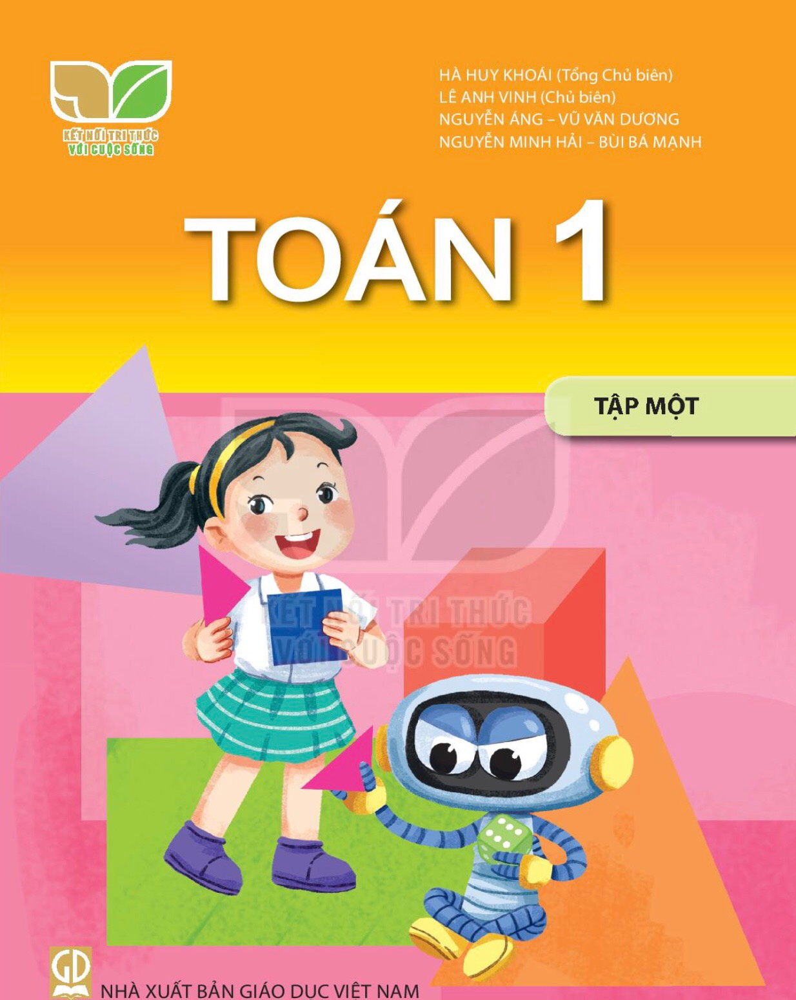 KẾT NỐI TRI THỨC
VỚI CUỘC SỐNG
HÀ HUY KHOÁI (Tổng Chủ biên)
LÊ ANH VINH (Chủ biên)
NGUYỄN ÁNG – VŨ VĂN DƯƠNG
NGUYỄN MINH HẢI – BÙI BÁ MẠNH
TOÁN 1
TẬP MỘT
KẾT NỐI TRI THỨC
VỚI CUỘC SỐNG
GD
NHÀ XUẤT BẢN GIÁO DỤC VIỆT NAM